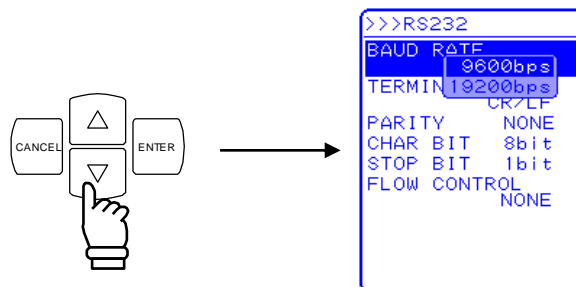 CANCEL
ENTER
>>>RS232
BAUD RATE
9600bps
19200bps
CR/LF
PARITY NONE
CHAR BIT 8bit
STOP BIT 1bit
FLOW CONTROL
NONE